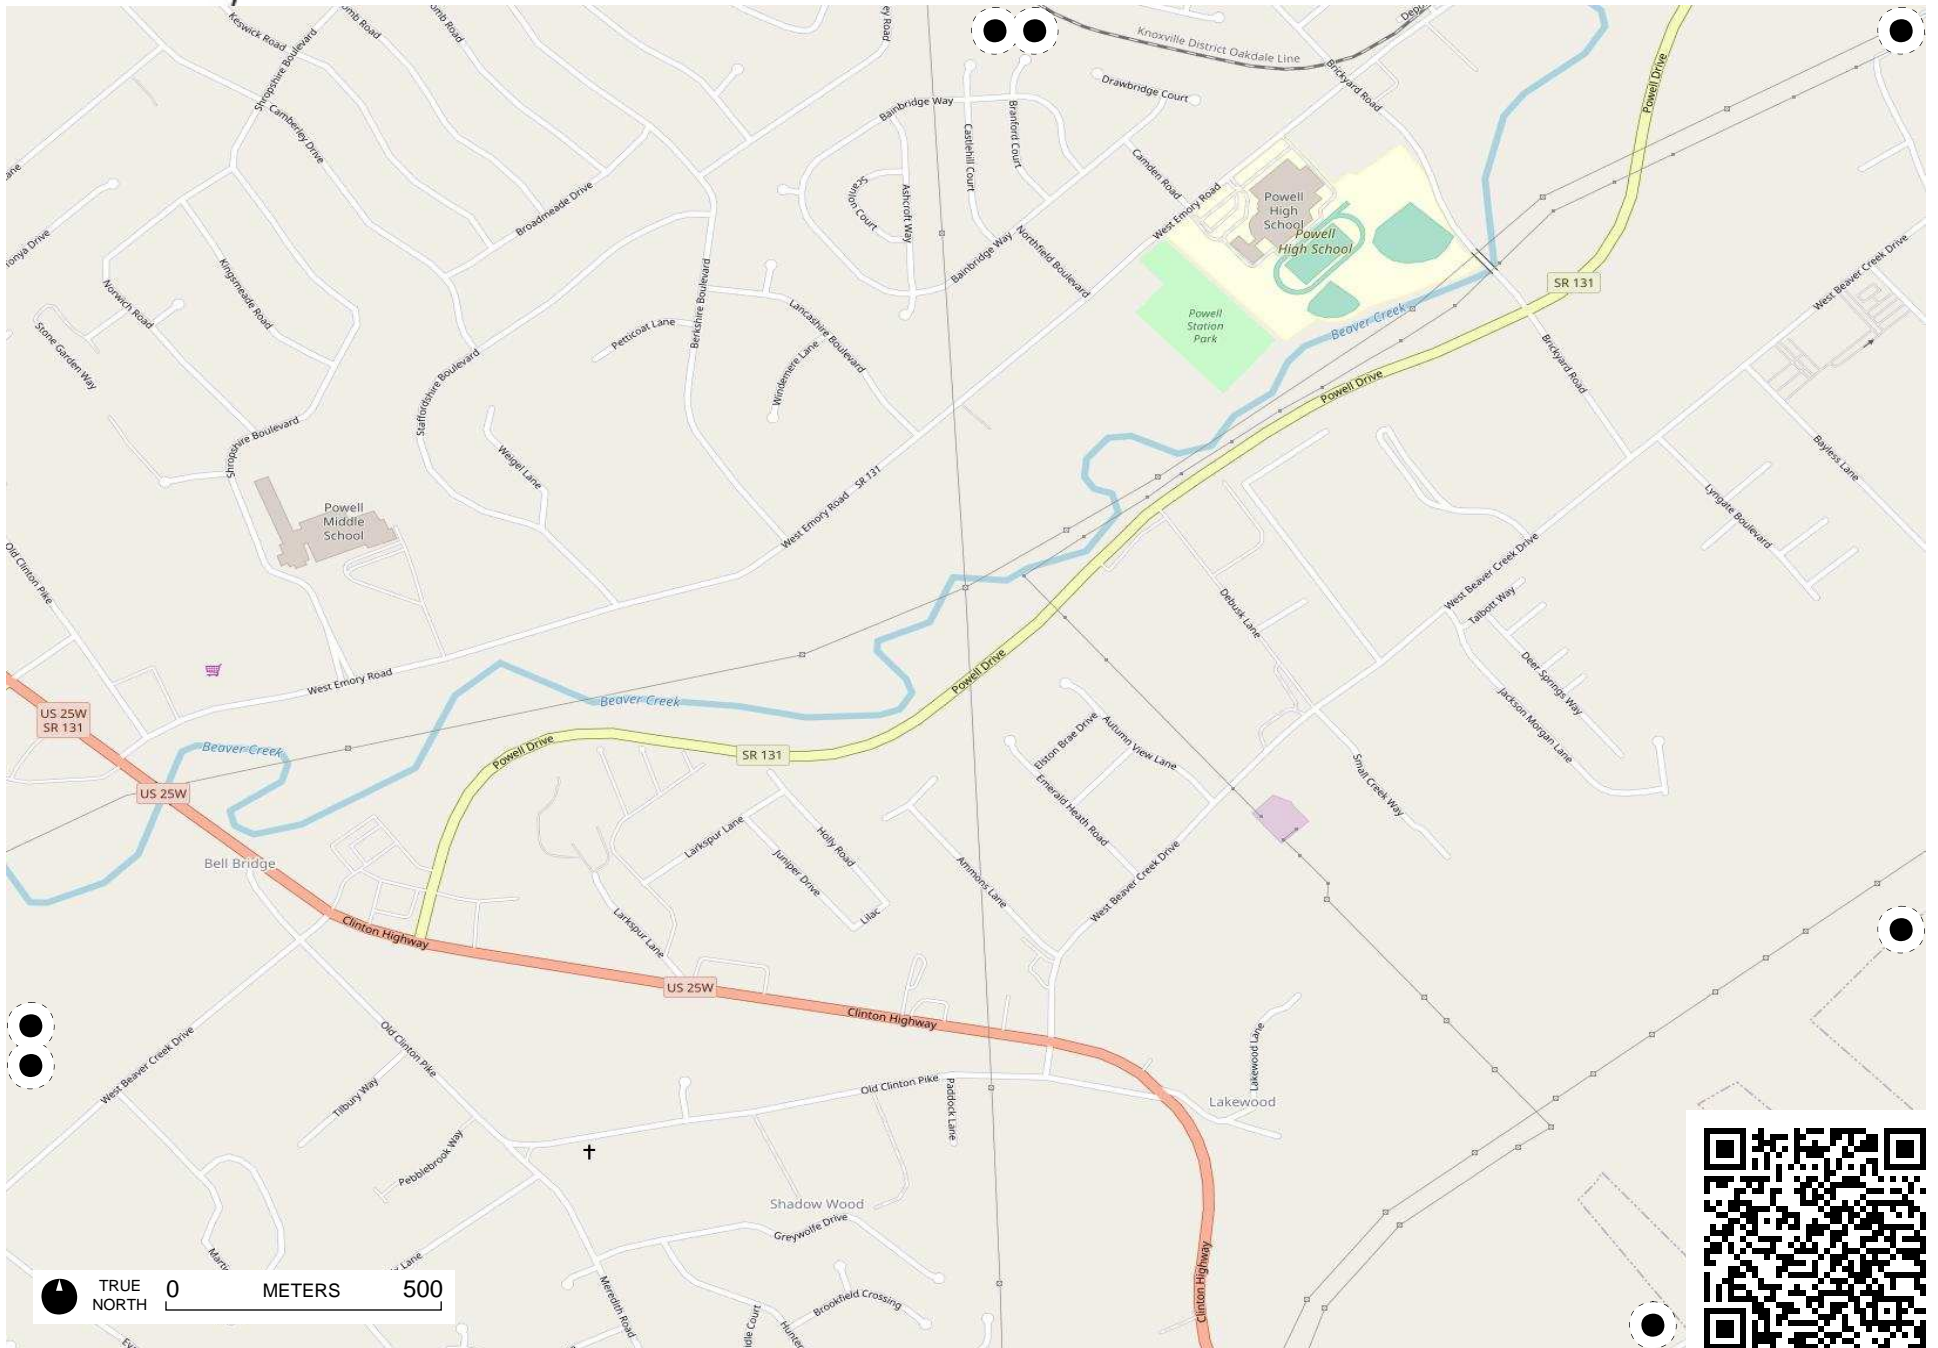 Keswick Road
Shropshire Boulevard
Knoxville District Oakdale Line
Brickyard Road
Powell Drive
Drawbridge Court
Bainbridge Way
Branford Court
Castlehill Court
Camberley Drive
Camden Road
Scanlon Court
Ashcroft Way
West Emory Road
Powell
High
School
Powell
High School
Broadmeade Drive
Bainbridge Way
Northfield Boulevard
Norwich Road
Kingsmeade Road
Berkshire Boulevard
SR 131
West Beaver Creek Drive
Petticoat Lane
Lancashire Boulevard
Windemere Lane
Powell
Station
Park
Beaver Creek
Stone Garden Way
Staffordshire Boulevard
Powell Drive
Brickyard Road
Shropshire Boulevard
Weigel Lane
West Emory Road
SR 131
Bayless Lane
Lyngate Boulevard
Powell
Middle
School
Old Clinton Pike
West Beaver Creek Drive
Talbott Way
Debusk Lane
Deer Springs Way
Jackson Morgan Lane
West Emory Road
Powell Drive
Beaver Creek
US 25W
SR 131
Beaver Creek
Powell Drive
SR 131
Elston Brae Drive
Autumn View Lane
Emerald Heath Road
Small Creek Way
US 25W
Bell Bridge
Larkspur Lane
Holly Road
Juniper Drive
Lilac
Ammons Lane
West Beaver Creek Drive
Clinton Highway
Larkspur Lane
US 25W
Clinton Highway
West Beaver Creek Drive
Old Clinton Pike
Tilbury Way
Old Clinton Pike
Paddock Lane
Lakewood Lane
Lakewood
Pebblebrook Way
Shadow Wood
Greywolfe Drive
Meredith Road
Brookfield Crossing
Clinton Highway
TRUE
NORTH
0 METERS 500